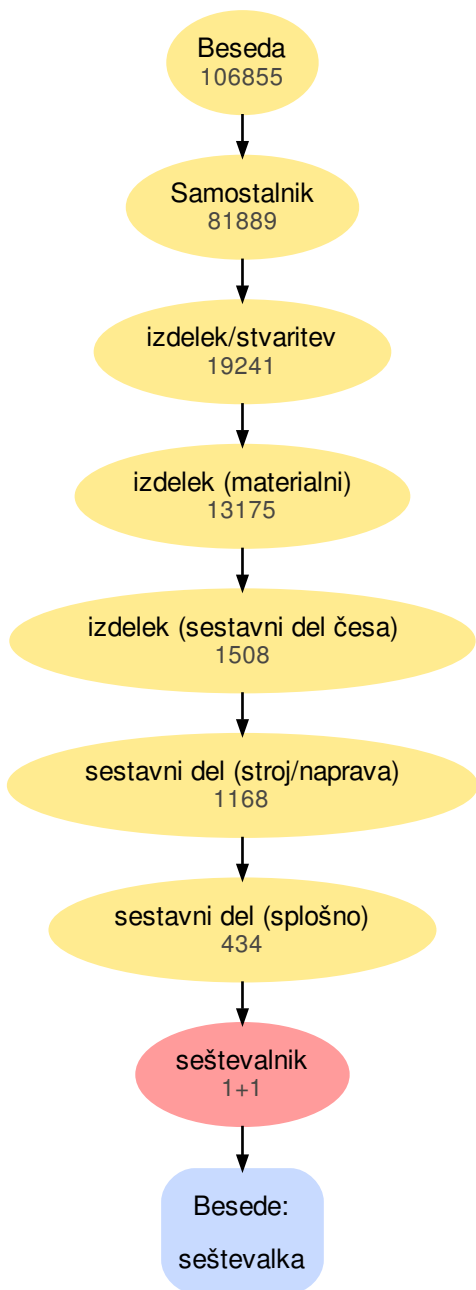 Beseda
106855
Samostalnik
81889
izdelek/stvaritev
19241
izdelek (materialni)
13175
izdelek (sestavni del česa)
1508
sestavni del (stroj/naprava)
1168
sestavni del (splošno)
434
seštevalnik
1+1
Besede:
seštevalka